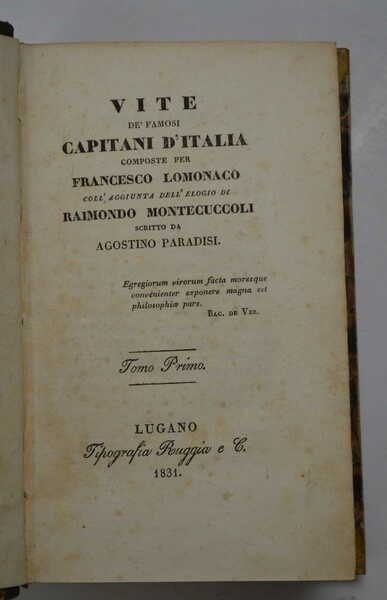 VITE
DE' FAMOSI
CAPITANI D'ITALIA
COMPOSTE PER
FRANCESCO LOMONACO
COLL'AGGIUNTA DELL'ELOGIO DI
RAIMONDO MONTECUCCOLI
SCRITTO DA
AGOSTINO PARADISI.
Egregiorum virorum facta moresque
convenienter exponere magna est
philosophiæ pars.
BAC. DE VER.
Tomo Primo.
LUGANO
Tipografia Ruggia e C.
1831.